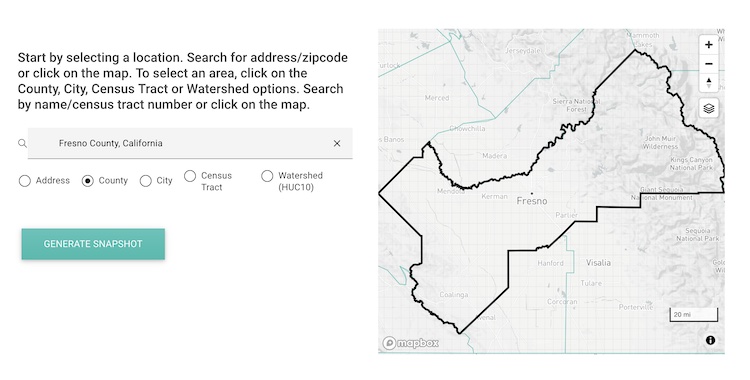 Start by selecting a location. Search for address/zipcode
or click on the map. To select an area, click on the
County, City, Census Tract or Watershed options. Search
by name/census tract number or click on the map.
Fresno County, California
Address
County
City
Census
Tract
Watershed
(HUC10)
GENERATE SNAPSHOT
Mammoth
Lakes
Jerseydale
Merced
Sierra National
Forest
Chowchilla
John Muir
Wilderness
s Banos
Madera
Kings Canyon
National Park
Mendota
Kerman
Fresno
Giant Sequoia
National Monument
Parlier
Sequoia
National Park
Hanford
Visalia
Tulare
Coalinga
Corcoran
Porterville
20 mi
mapbox